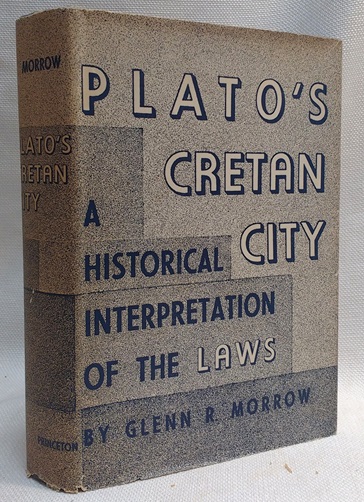 MORROW
PLATO'S
CRETAN
CITY
PRINCETON
PLATO'S
CRETAN
CITY
A
HISTORICAL
INTERPRETATION
OF THE LAWS
BY GLENN R. MORROW